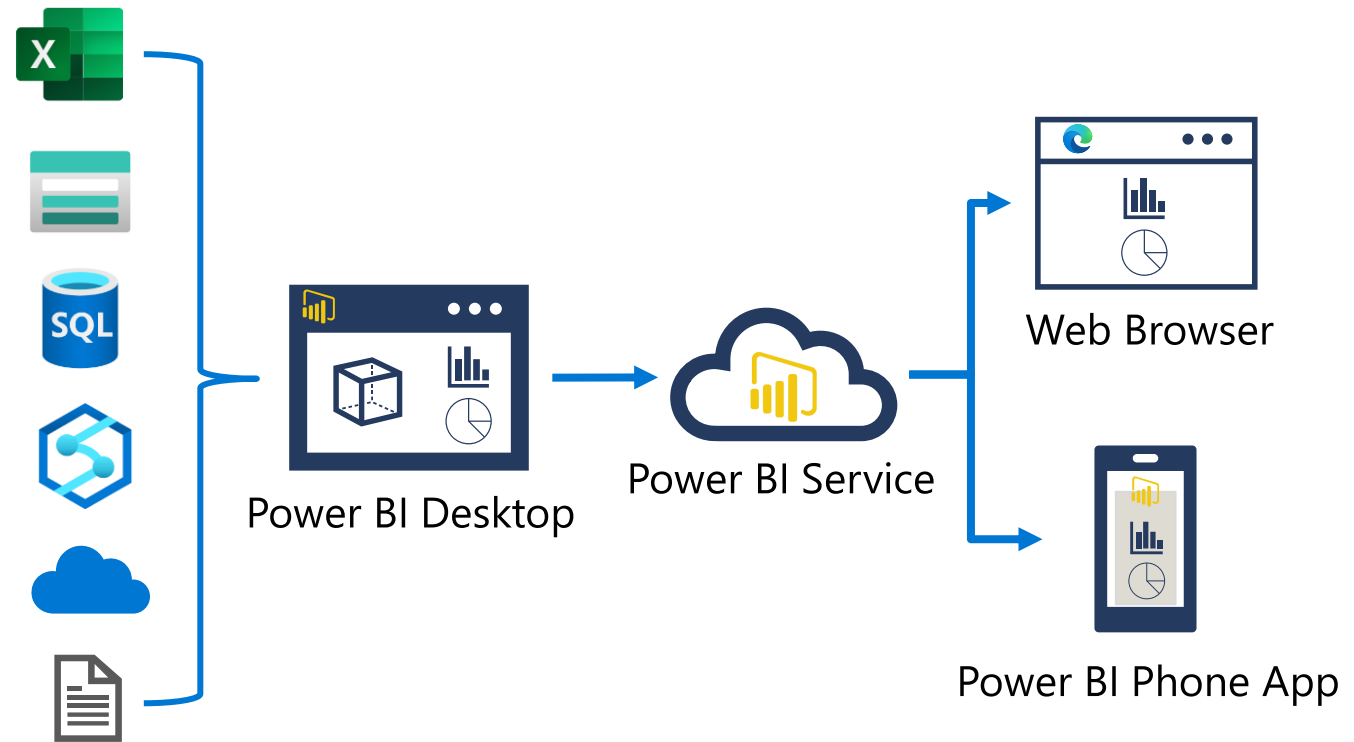 X
SQL
Power BI Desktop
Power BI Service
Web Browser
Power BI Phone App